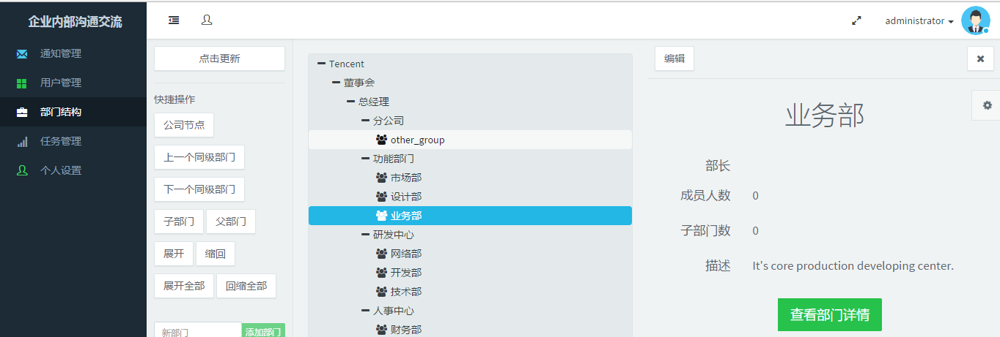 企业内部沟通交流
通知管理
用户管理
部门结构
任务管理
个人设置
administrator
点击更新
快捷操作
公司节点
上一个同级部门
下一个同级部门
子部门 父部门
展开 缩回
展开全部 回缩全部
新部门 添加部门
Tencent
董事会
总经理
分公司
other_group
功能部门
市场部
设计部
业务部
研发中心
网络部
开发部
技术部
人事中心
财务部
编辑
业务部
部长
成员人数 0
子部门数 0
描述 It's core production developing center.
查看部门详情